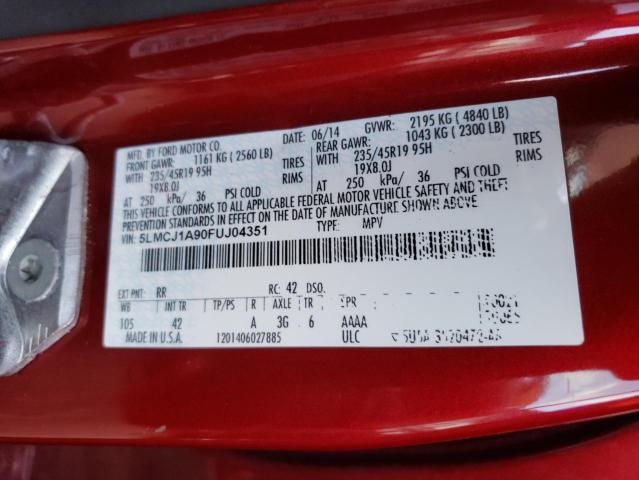 MFD. BY FORD MOTOR CO. DATE: 06/14 GVWR: 2195 KG ( 4840 LB)
FRONT GAWR: 1161 KG ( 2560 LB) REAR GAWR: 1043 KG ( 2300 LB)
WITH 235/45R19 95H TIRES WITH 235/45R19 95H TIRES
19X8.0J RIMS 19X8.0J RIMS
AT 250 kPa/ 36 PSI COLD AT 250 kPa/ 36 PSI COLD
THIS VEHICLE CONFORMS TO ALL APPLICABLE FEDERAL MOTOR VEHICLE SAFETY AND THEFT
PREVENTION STANDARDS IN EFFECT ON THE DATE OF MANUFACTURE SHOWN ABOVE
VIN: 5LMCJ1A90FUJ04351 TYPE: MPV
EXT PNT: RR RC: 42 DSO:
WB INT TR TP/PS R AXLE TR SPR
105 42 A 3G 6 AAAA
MADE IN U.S.A. 1201406027885 ULC